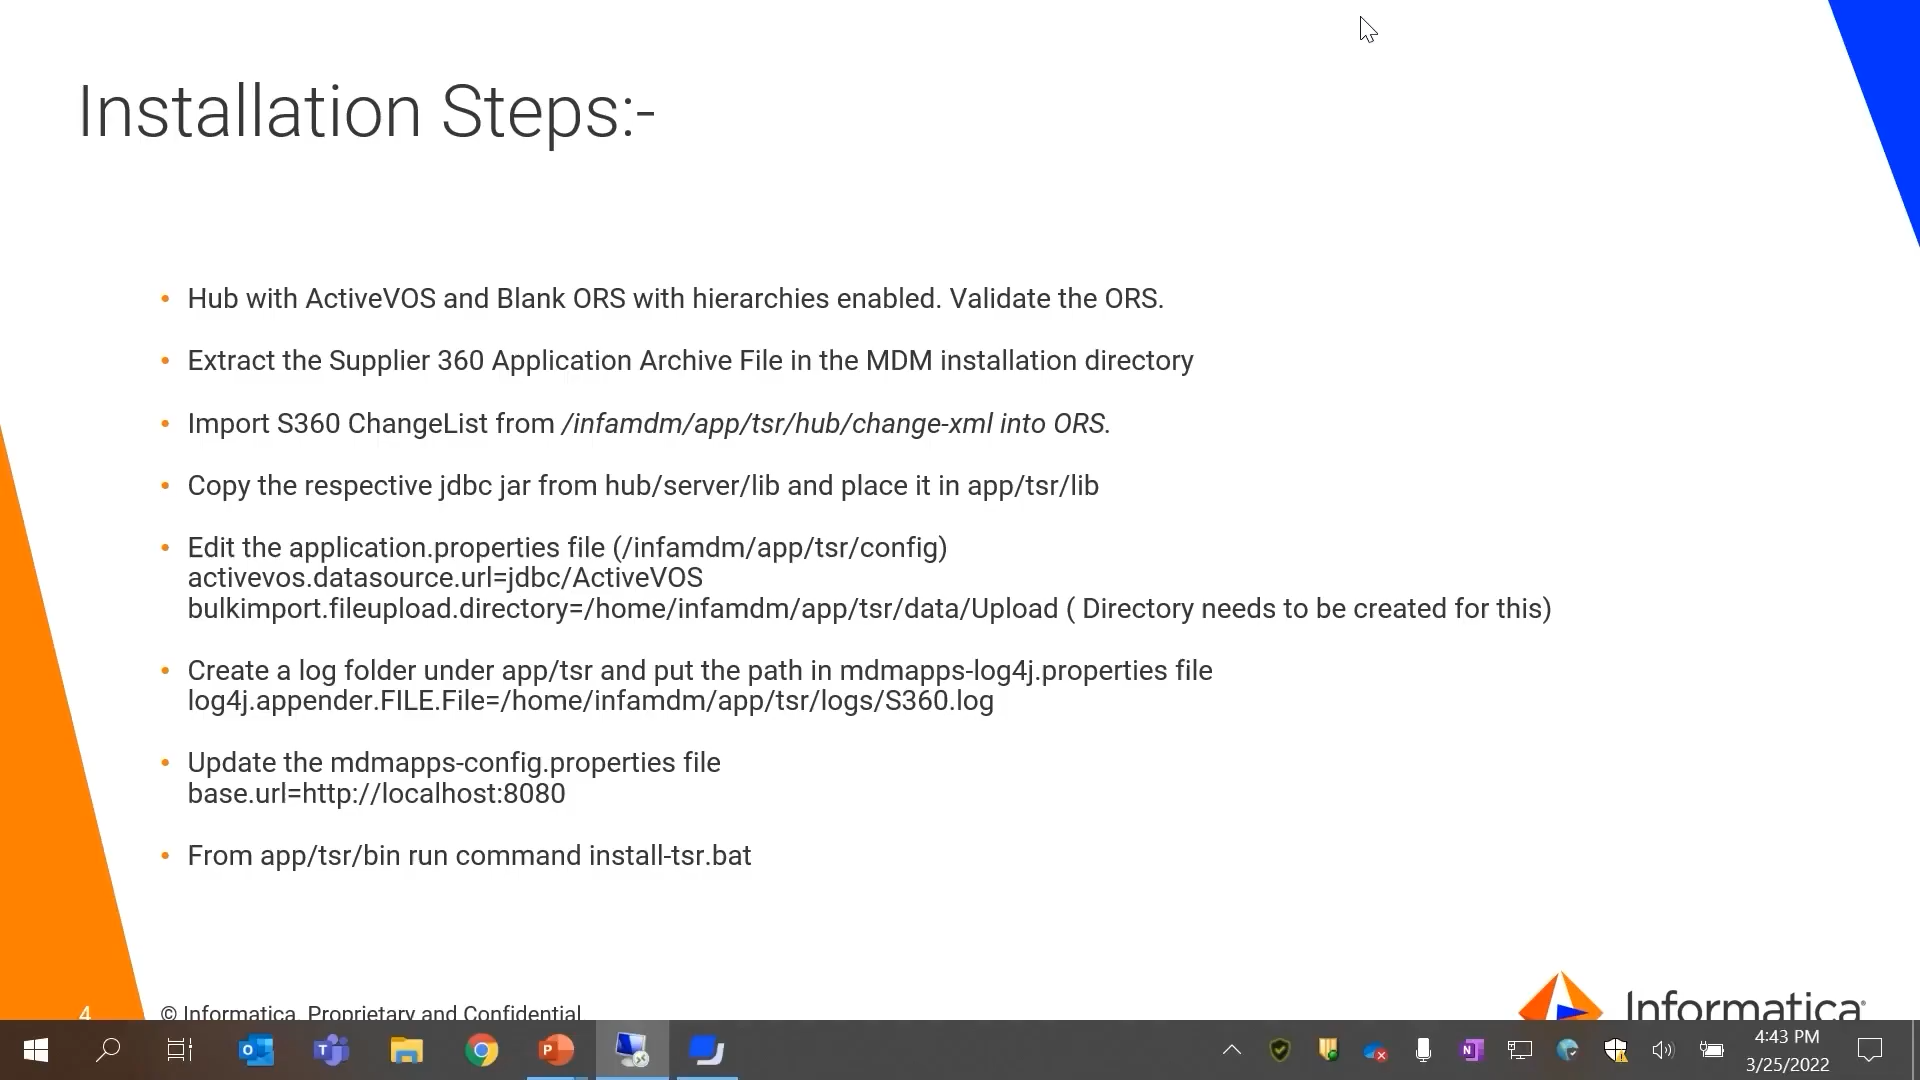 Installation Steps:-
• Hub with ActiveVOS and Blank ORS with hierarchies enabled. Validate the ORS.
• Extract the Supplier 360 Application Archive File in the MDM installation directory
• Import S360 ChangeList from /infamdm/app/tsr/hub/change-xml into ORS.
• Copy the respective jdbc jar from hub/server/lib and place it in app/tsr/lib
• Edit the application.properties file (/infamdm/app/tsr/config)
activevos.datasource.url=jdbc/ActiveVOS
bulkimport.fileupload.directory=/home/infamdm/app/tsr/data/Upload ( Directory needs to be created for this)
• Create a log folder under app/tsr and put the path in mdmapps-log4j.properties file
log4j.appender.FILE.File=/home/infamdm/app/tsr/logs/S360.log
• Update the mdmapps-config.properties file
base.url=http://localhost:8080
• From app/tsr/bin run command install-tsr.bat
4
© Informatica. Proprietary and Confidential.
Informatica®
4:43 PM
3/25/2022